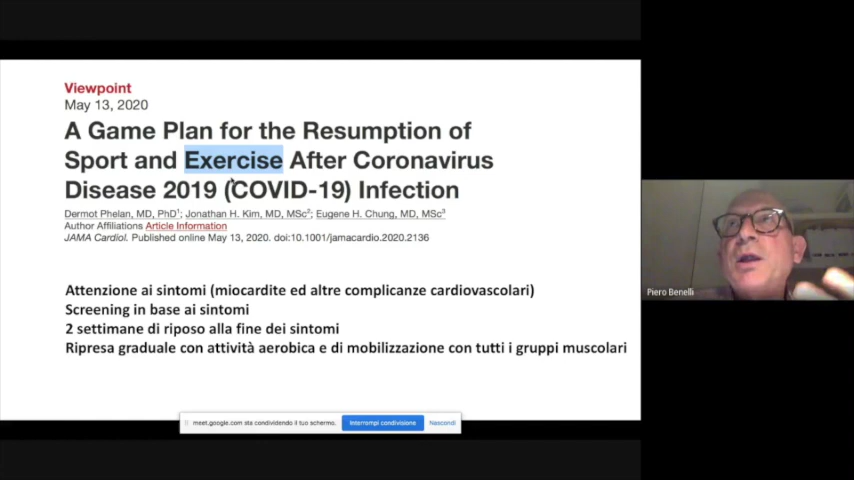 Viewpoint
May 13, 2020
A Game Plan for the Resumption of
Sport and Exercise After Coronavirus
Disease 2019 (COVID-19) Infection
Dermot Phelan, MD, PhD1; Jonathan H. Kim, MD, MSc2; Eugene H. Chung, MD, MSc3
Author Affiliations Article Information
JAMA Cardiol. Published online May 13, 2020. doi:10.1001/jamacardio.2020.2136
Attenzione ai sintomi (miocardite ed altre complicanze cardiovascolari)
Screening in base ai sintomi
2 settimane di riposo alla fine dei sintomi
Ripresa graduale con attività aerobica e di mobilizzazione con tutti i gruppi muscolari
Piero Benelli
meet.google.com sta condividendo il tuo schermo. Interrompi condivisione Nascondi